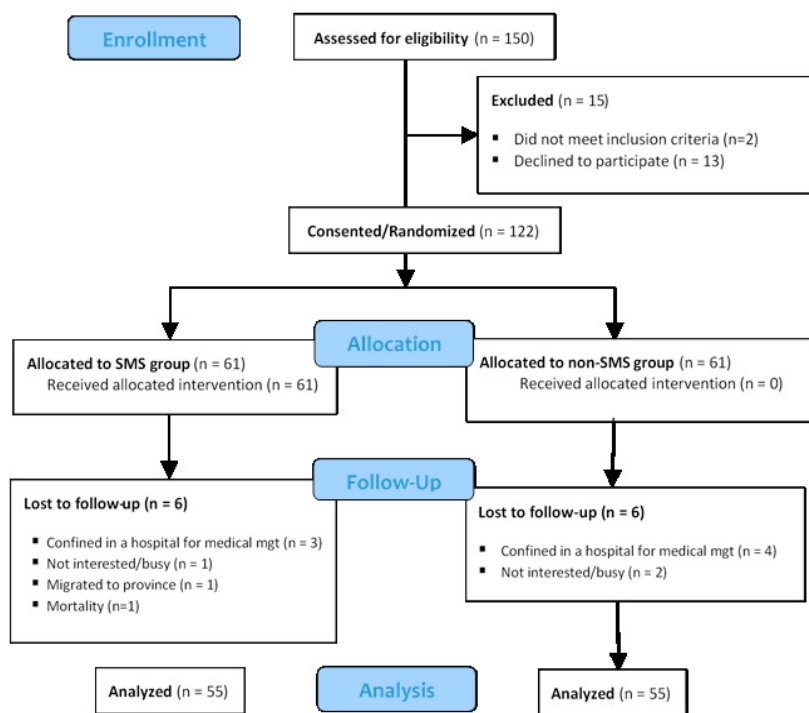 Enrollment
Assessed for eligibility (n = 150)
Excluded (n = 15)
▪ Did not meet inclusion criteria (n=2)
▪ Declined to participate (n = 13)
Consented/Randomized (n = 122)
Allocation
Allocated to SMS group (n = 61)
Received allocated intervention (n = 61)
Allocated to non-SMS group (n = 61)
Received allocated intervention (n = 0)
Follow-Up
Lost to follow-up (n = 6)
▪ Confined in a hospital for medical mgt (n = 3)
▪ Not interested/busy (n = 1)
▪ Migrated to province (n = 1)
▪ Mortality (n=1)
Lost to follow-up (n = 6)
▪ Confined in a hospital for medical mgt (n = 4)
▪ Not interested/busy (n = 2)
Analysis
Analyzed (n = 55)
Analyzed (n = 55)